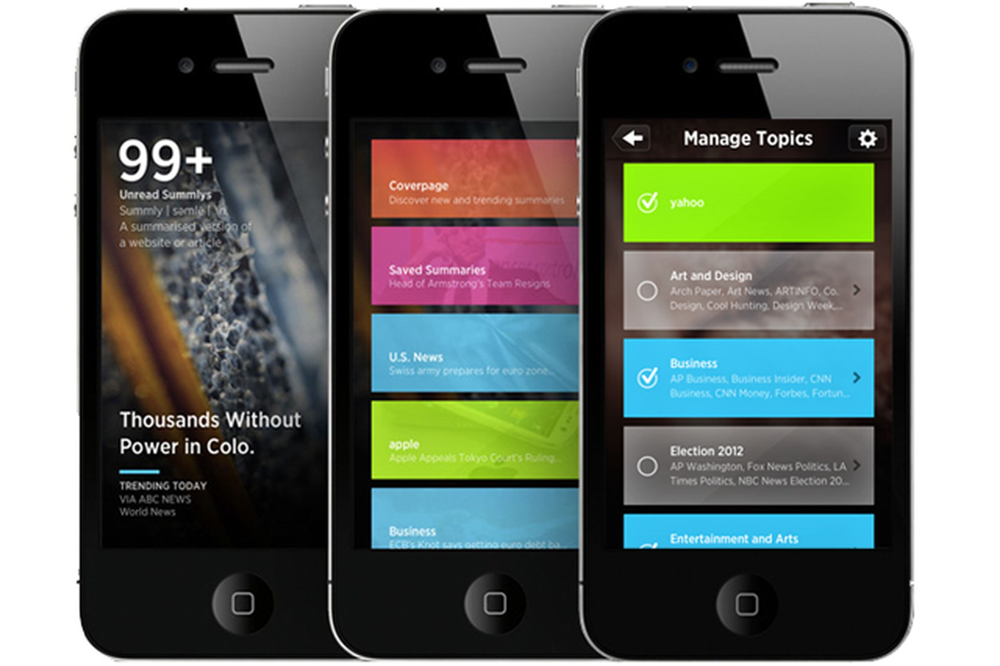 99+
Unread Summlys
Summly | səmlē | n.
A summarised version of
a website or article.
Thousands Without
Power in Colo.
TRENDING TODAY
VIA ABC NEWS
World News
Coverpage
Discover new and trending summaries
Saved Summaries
Head of Armstrong's Team Resigns
U.S. News
Swiss army prepares for euro zone...
apple
Apple Appeals Tokyo Court's Ruling...
Business
ECB's Knot says getting euro debt ba...
Manage Topics
yahoo
Art and Design
Arch Paper, Art News, ARTINFO, Co.
Design, Cool Hunting, Design Week,...
Business
AP Business, Business Insider, CNN
Business, CNN Money, Forbes, Fortun...
Election 2012
AP Washington, Fox News Politics, LA
Times Politics, NBC News Election 20...
Entertainment and Arts